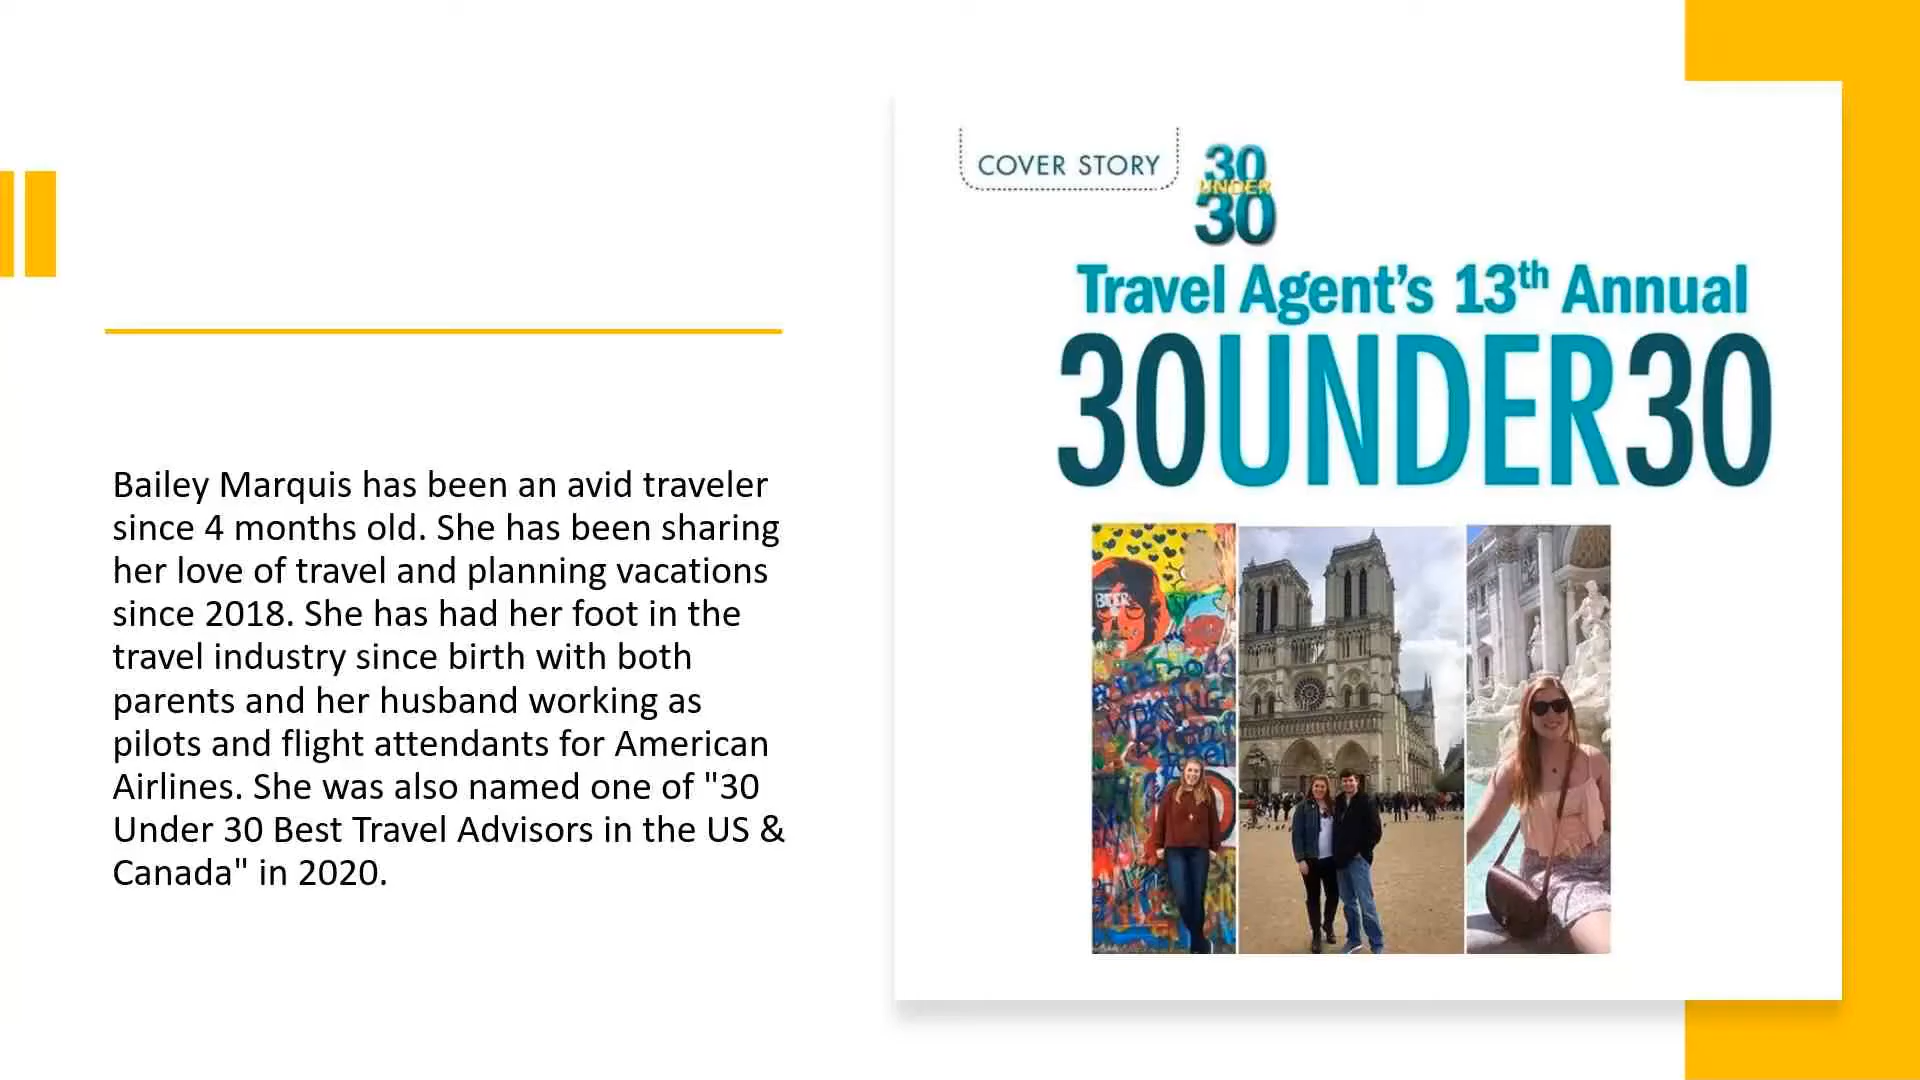 Bailey Marquis has been an avid traveler
since 4 months old. She has been sharing
her love of travel and planning vacations
since 2018. She has had her foot in the
travel industry since birth with both
parents and her husband working as
pilots and flight attendants for American
Airlines. She was also named one of "30
Under 30 Best Travel Advisors in the US &
Canada" in 2020.
COVER STORY
30
UNDER
30
Travel Agent's 13th Annual
30UNDER30